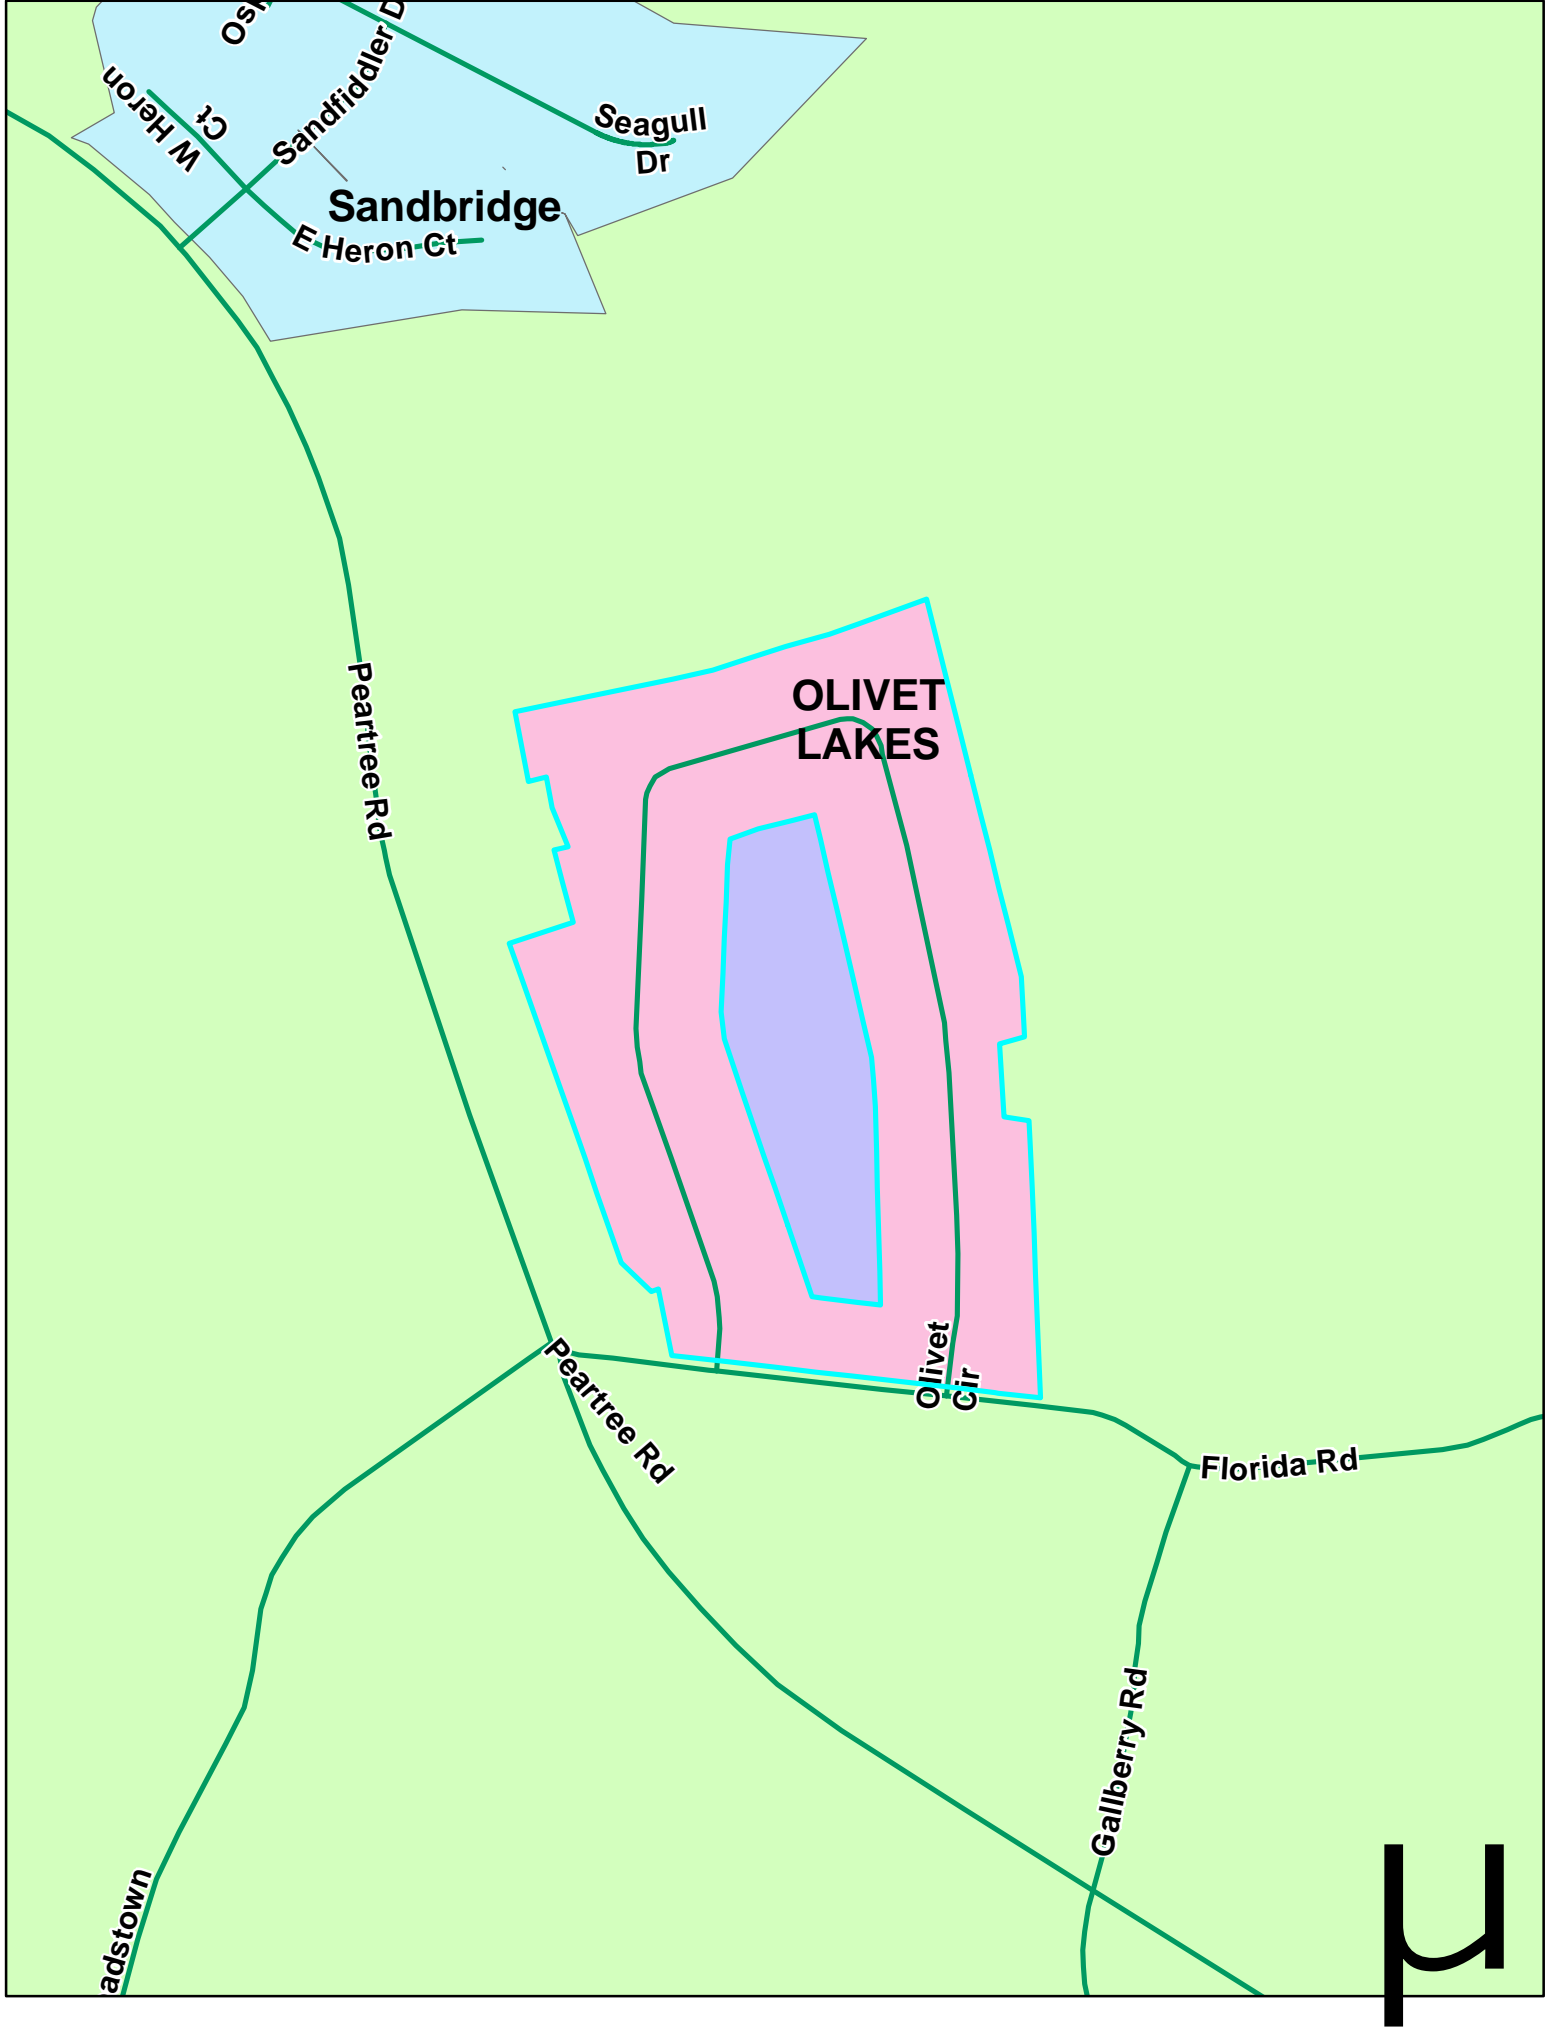 Sandfiddler D
W Heron
Ct
Seagull
Dr
Sandbridge
E Heron Ct
Peartree Rd
OLIVET
LAKES
Olivet
Cir
Peartree Rd
Florida Rd
Gallberry Rd
adstown
µ